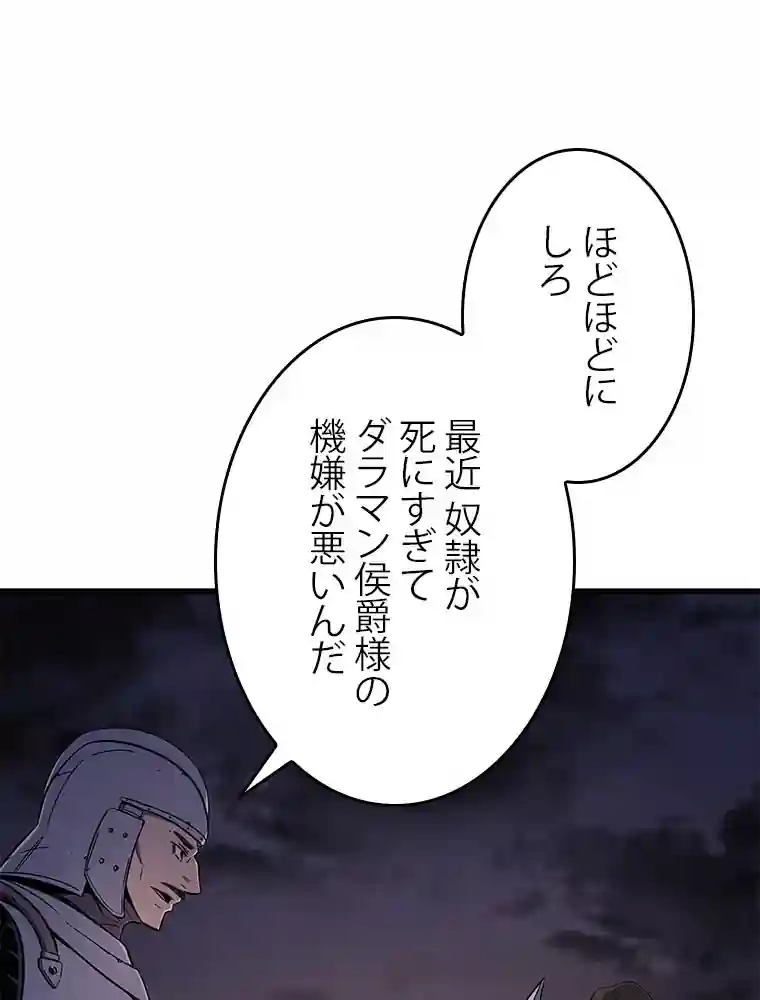 ほどほどに
しろ
最近 奴隷が
死にすぎて
ダラマン侯爵様の
機嫌が悪いんだ